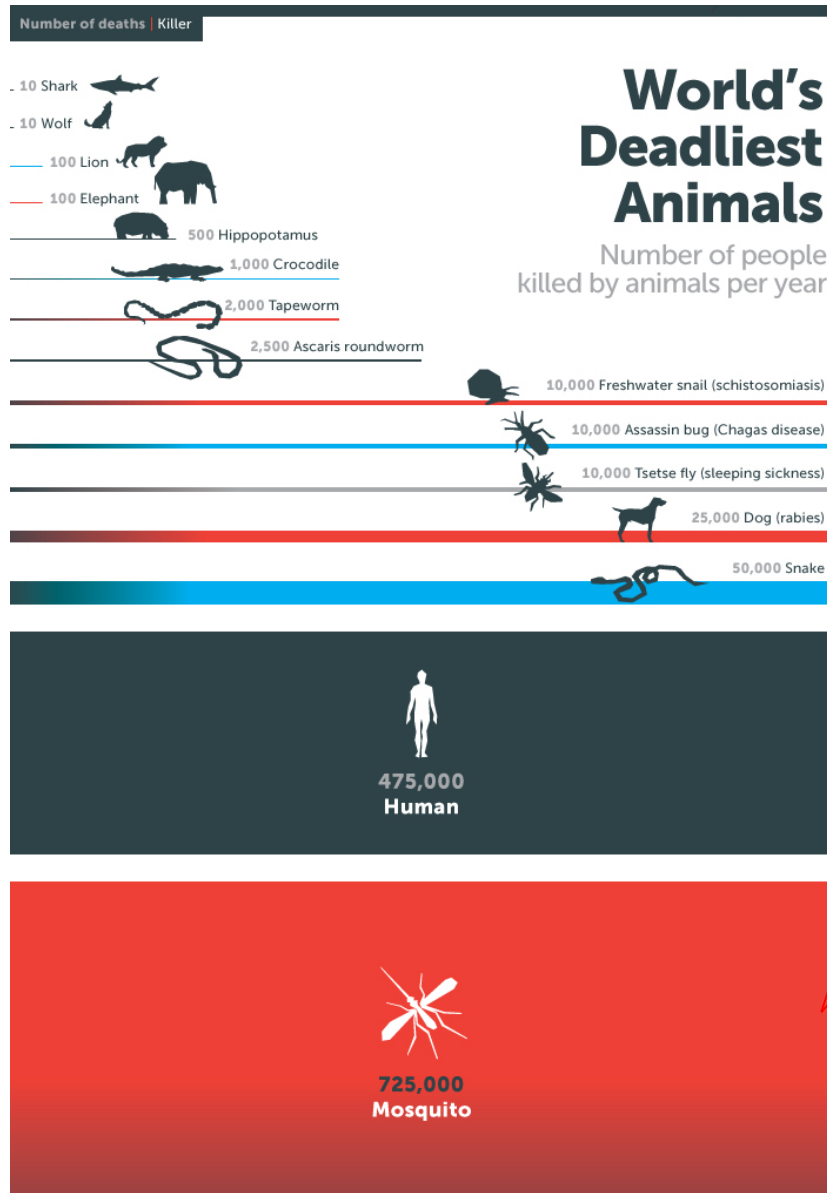 Number of deaths | Killer
World's
Deadliest
Animals
Number of people
killed by animals per year
10 Shark
10 Wolf
100 Lion
100 Elephant
500 Hippopotamus
1,000 Crocodile
2,000 Tapeworm
2,500 Ascaris roundworm
10,000 Freshwater snail (schistosomiasis)
10,000 Assassin bug (Chagas disease)
10,000 Tsetse fly (sleeping sickness)
25,000 Dog (rabies)
50,000 Snake
475,000
Human
725,000
Mosquito